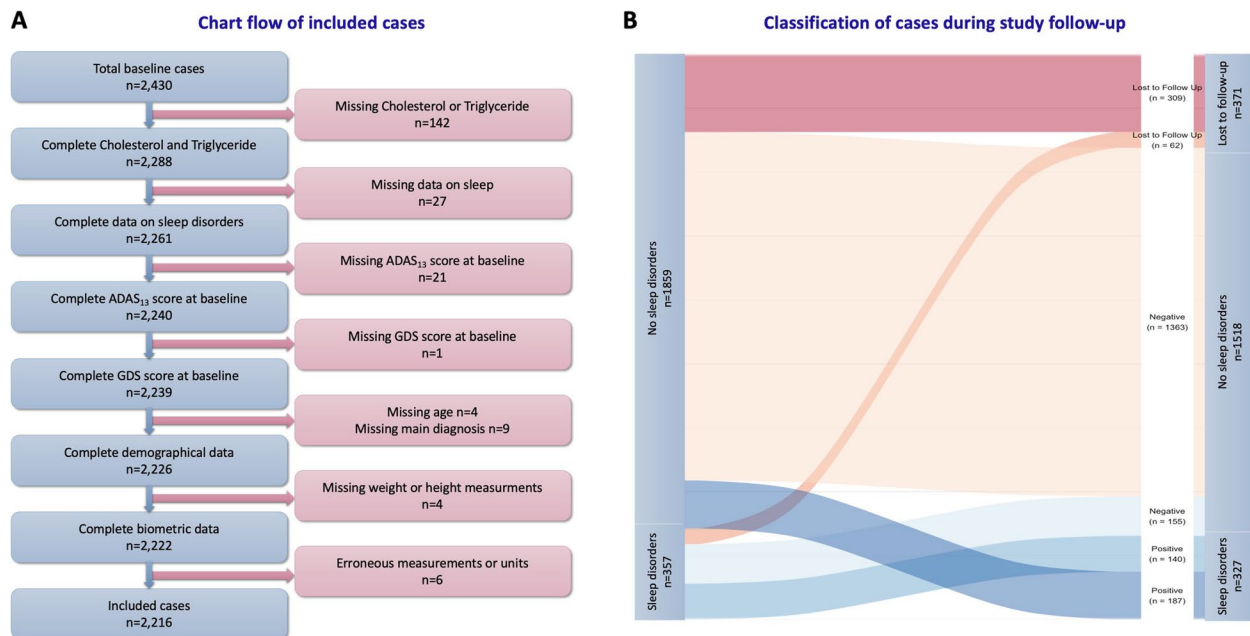 A
Chart flow of included cases
Total baseline cases
n=2,430
Missing Cholesterol or Triglyceride
n=142
Complete Cholesterol and Triglyceride
n=2,288
Missing data on sleep
n=27
Complete data on sleep disorders
n=2,261
Missing ADAS₁₃ score at baseline
n=21
Complete ADAS₁₃ score at baseline
n=2,240
Missing GDS score at baseline
n=1
Complete GDS score at baseline
n=2,239
Missing age n=4
Missing main diagnosis n=9
Complete demographical data
n=2,226
Missing weight or height measurments
n=4
Complete biometric data
n=2,222
Erroneous measurements or units
n=6
Included cases
n=2,216
B
Classification of cases during study follow-up
No sleep disorders
n=1859
Sleep disorders
n=357
Lost to Follow Up
(n = 309)
Lost to Follow Up
(n = 62)
Negative
(n = 1363)
Negative
(n = 155)
Positive
(n = 140)
Positive
(n = 187)
Lost to follow-up
n=371
No sleep disorders
n=1518
Sleep disorders
n=327